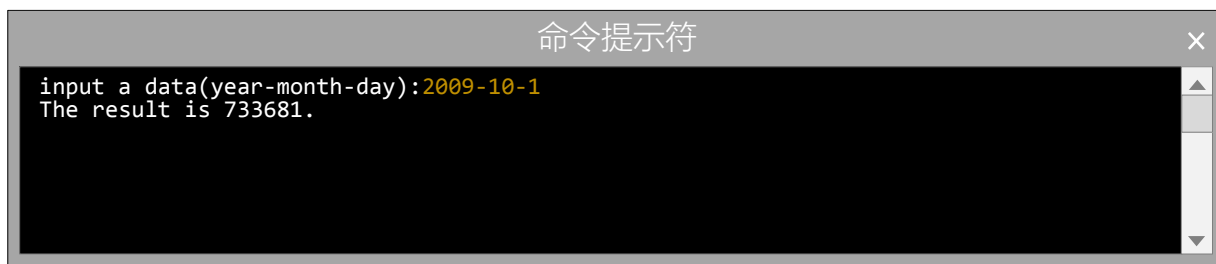 命令提示符
input a data(year-month-day):2009-10-1
The result is 733681.